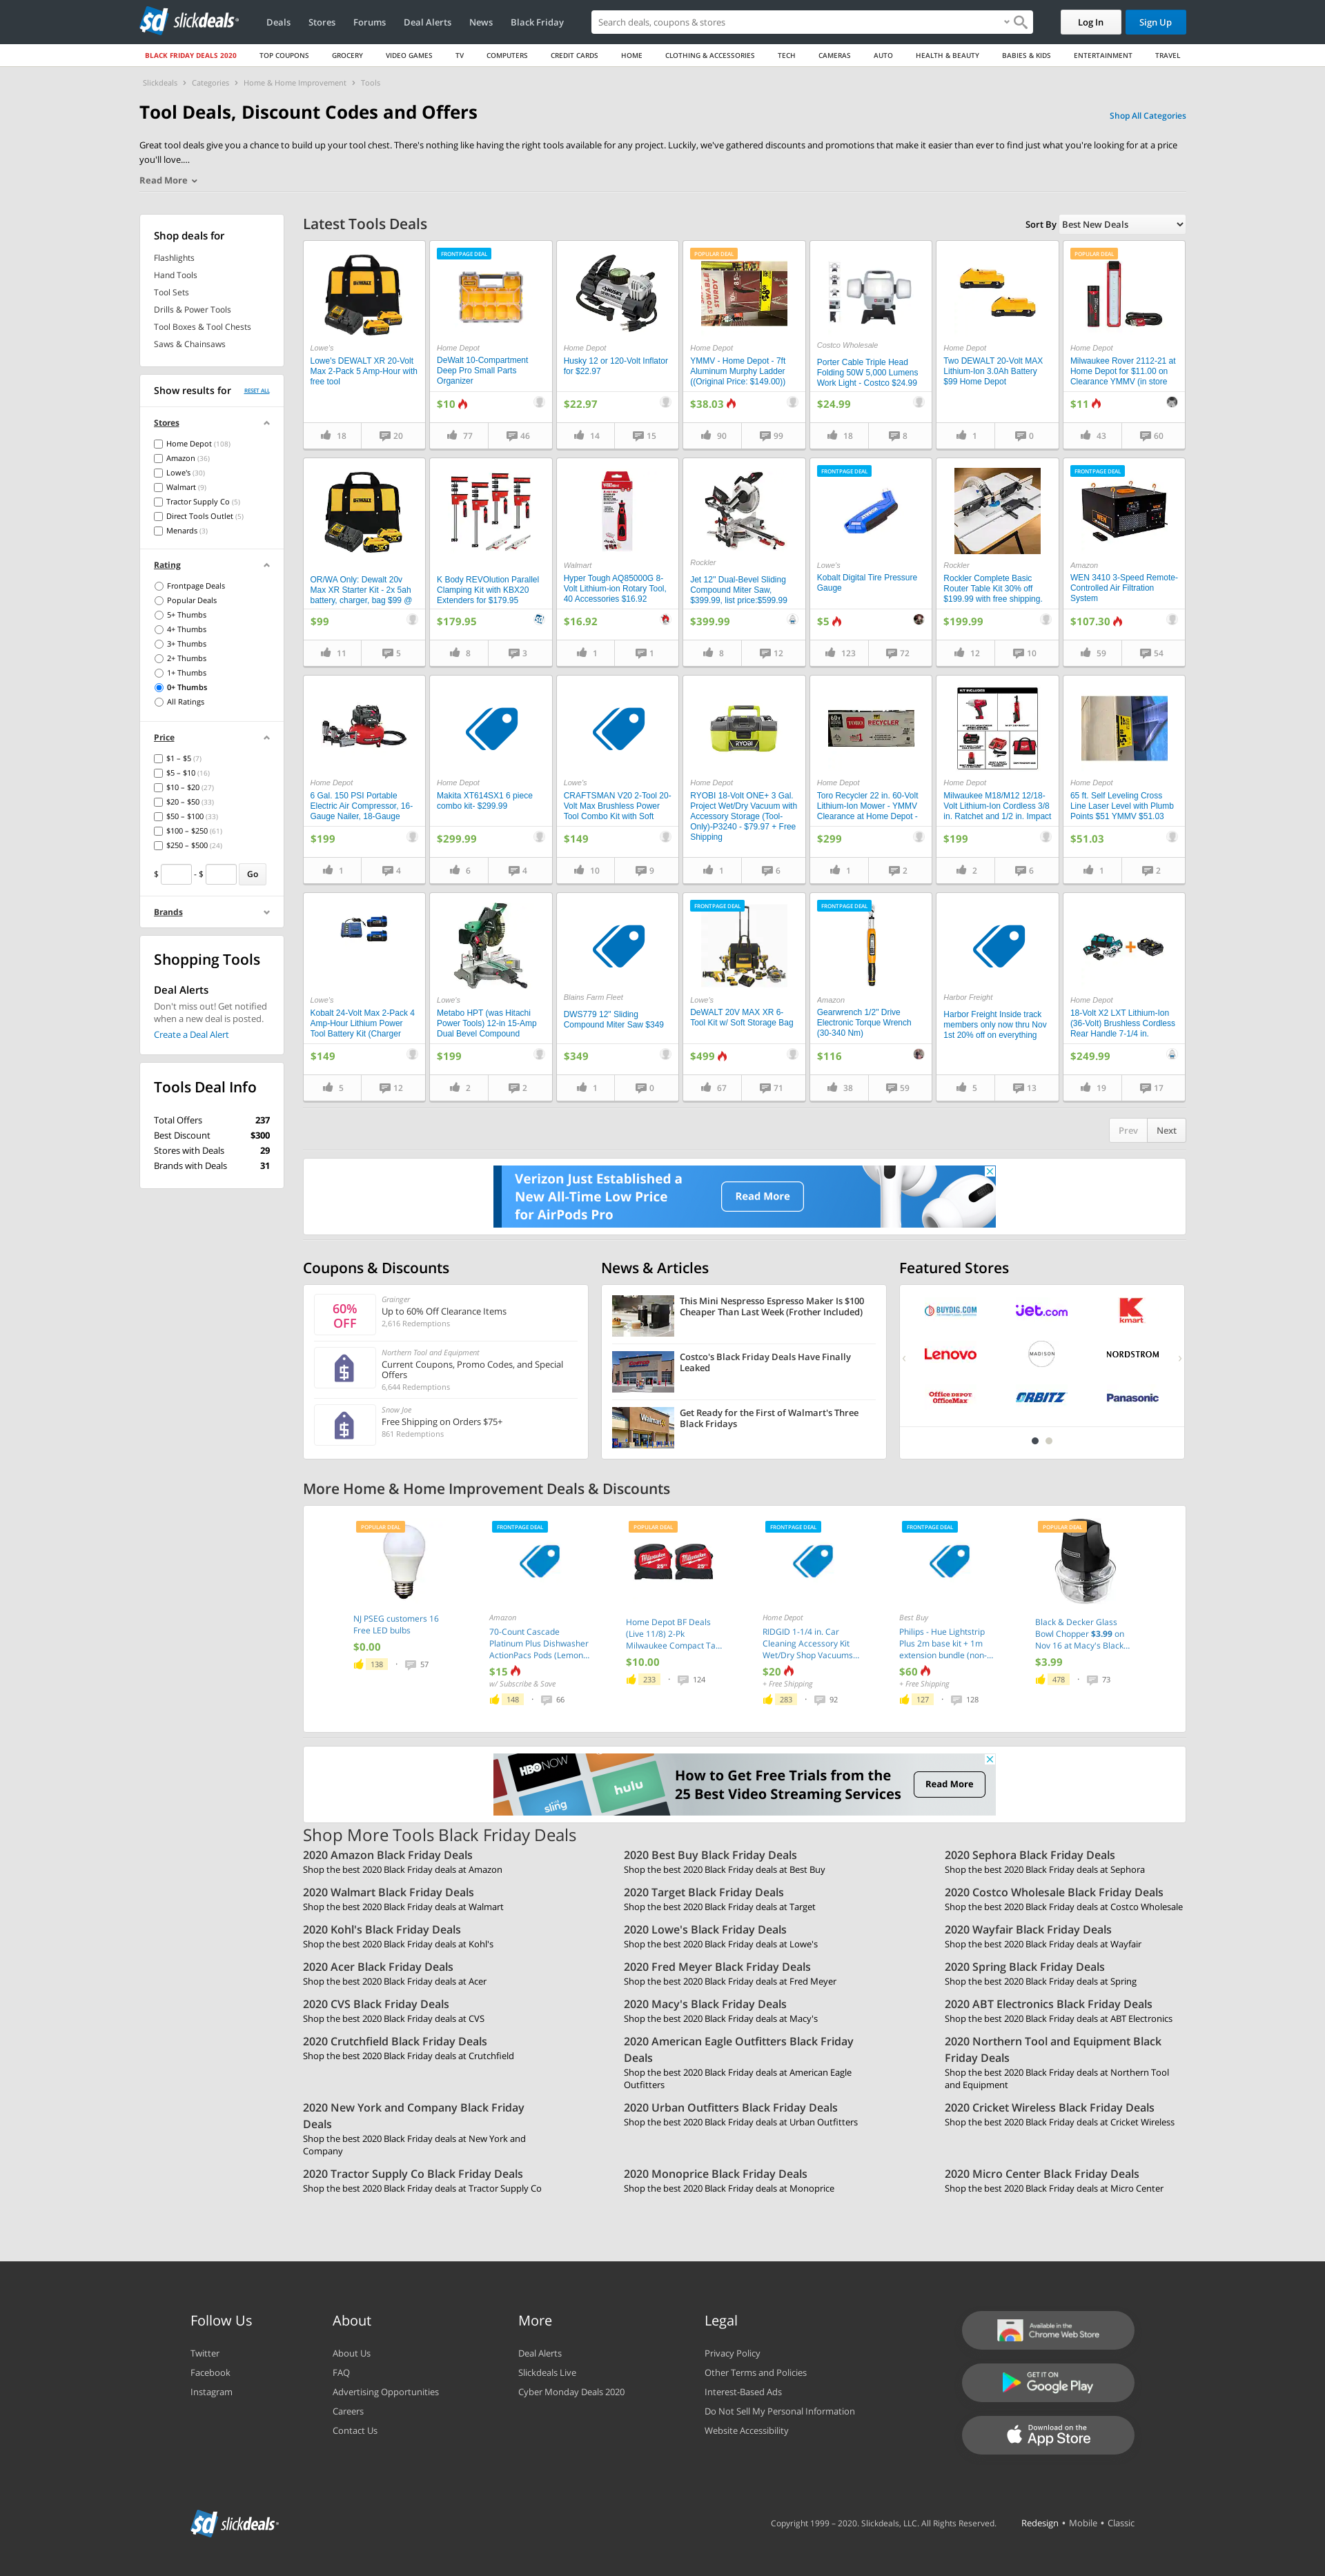 slickdeals
Deals Stores Forums Deal Alerts News Black Friday
Search deals, coupons & stores
Log In Sign Up
BLACK FRIDAY DEALS 2020 TOP COUPONS GROCERY VIDEO GAMES TV COMPUTERS CREDIT CARDS HOME CLOTHING & ACCESSORIES TECH CAMERAS AUTO HEALTH & BEAUTY BABIES & KIDS ENTERTAINMENT TRAVEL
Slickdeals > Categories > Home & Home Improvement > Tools
Tool Deals, Discount Codes and Offers
Shop All Categories
Great tool deals give you a chance to build up your tool chest. There's nothing like having the right tools available for any project. Luckily, we've gathered discounts and promotions that make it easier than ever to find just what you're looking for at a price
you'll love....
Read More
Shop deals for
Flashlights
Hand Tools
Tool Sets
Drills & Power Tools
Tool Boxes & Tool Chests
Saws & Chainsaws
Show results for RESET ALL
Stores
Home Depot (108)
Amazon (36)
Lowe's (30)
Walmart (9)
Tractor Supply Co (5)
Direct Tools Outlet (5)
Menards (3)
Rating
Frontpage Deals
Popular Deals
5+ Thumbs
4+ Thumbs
3+ Thumbs
2+ Thumbs
1+ Thumbs
0+ Thumbs
All Ratings
Price
$1 – $5 (7)
$5 – $10 (16)
$10 – $20 (27)
$20 – $50 (33)
$50 – $100 (33)
$100 – $250 (61)
$250 – $500 (24)
$ - $ Go
Brands
Shopping Tools
Deal Alerts
Don't miss out! Get notified
when a new deal is posted.
Create a Deal Alert
Tools Deal Info
Total Offers 237
Best Discount $300
Stores with Deals 29
Brands with Deals 31
Latest Tools Deals
Sort By Best New Deals
Lowe's
Lowe's DEWALT XR 20-Volt
Max 2-Pack 5 Amp-Hour with
free tool
18 20
FRONTPAGE DEAL
Home Depot
DeWalt 10-Compartment
Deep Pro Small Parts
Organizer
$10
77 46
Home Depot
Husky 12 or 120-Volt Inflator
for $22.97
$22.97
14 15
POPULAR DEAL
Home Depot
YMMV - Home Depot - 7ft
Aluminum Murphy Ladder
((Original Price: $149.00))
$38.03
90 99
Costco Wholesale
Porter Cable Triple Head
Folding 50W 5,000 Lumens
Work Light - Costco $24.99
$24.99
18 8
Home Depot
Two DEWALT 20-Volt MAX
Lithium-Ion 3.0Ah Battery
$99 Home Depot
1 0
POPULAR DEAL
Home Depot
Milwaukee Rover 2112-21 at
Home Depot for $11.00 on
Clearance YMMV (in store
$11
43 60
OR/WA Only: Dewalt 20v
Max XR Starter Kit - 2x 5ah
battery, charger, bag $99 @
$99
11 5
K Body REVOlution Parallel
Clamping Kit with KBX20
Extenders for $179.95
$179.95
8 3
Walmart
Hyper Tough AQ85000G 8-
Volt Lithium-ion Rotary Tool,
40 Accessories $16.92
$16.92
1 1
Rockler
Jet 12" Dual-Bevel Sliding
Compound Miter Saw,
$399.99, list price:$599.99
$399.99
8 12
FRONTPAGE DEAL
Lowe's
Kobalt Digital Tire Pressure
Gauge
$5
123 72
Rockler
Rockler Complete Basic
Router Table Kit 30% off
$199.99 with free shipping.
$199.99
12 10
FRONTPAGE DEAL
Amazon
WEN 3410 3-Speed Remote-
Controlled Air Filtration
System
$107.30
59 54
Home Depot
6 Gal. 150 PSI Portable
Electric Air Compressor, 16-
Gauge Nailer, 18-Gauge
$199
1 4
Home Depot
Makita XT614SX1 6 piece
combo kit- $299.99
$299.99
6 4
Lowe's
CRAFTSMAN V20 2-Tool 20-
Volt Max Brushless Power
Tool Combo Kit with Soft
$149
10 9
Home Depot
RYOBI 18-Volt ONE+ 3 Gal.
Project Wet/Dry Vacuum with
Accessory Storage (Tool-
Only)-P3240 - $79.97 + Free
Shipping
1 6
Home Depot
Toro Recycler 22 in. 60-Volt
Lithium-Ion Mower - YMMV
Clearance at Home Depot -
$299
1 2
Home Depot
Milwaukee M18/M12 12/18-
Volt Lithium-Ion Cordless 3/8
in. Ratchet and 1/2 in. Impact
$199
2 6
Home Depot
65 ft. Self Leveling Cross
Line Laser Level with Plumb
Points $51 YMMV $51.03
$51.03
1 2
Lowe's
Kobalt 24-Volt Max 2-Pack 4
Amp-Hour Lithium Power
Tool Battery Kit (Charger
$149
5 12
Lowe's
Metabo HPT (was Hitachi
Power Tools) 12-in 15-Amp
Dual Bevel Compound
$199
2 2
Blains Farm Fleet
DWS779 12" Sliding
Compound Miter Saw $349
$349
1 0
FRONTPAGE DEAL
Lowe's
DeWALT 20V MAX XR 6-
Tool Kit w/ Soft Storage Bag
$499
67 71
FRONTPAGE DEAL
Amazon
Gearwrench 1/2" Drive
Electronic Torque Wrench
(30-340 Nm)
$116
38 59
Harbor Freight
Harbor Freight Inside track
members only now thru Nov
1st 20% off on everything
5 13
Home Depot
18-Volt X2 LXT Lithium-Ion
(36-Volt) Brushless Cordless
Rear Handle 7-1/4 in.
$249.99
19 17
Prev Next
Verizon Just Established a
New All-Time Low Price
for AirPods Pro
Read More
Coupons & Discounts
60%
OFF
Grainger
Up to 60% Off Clearance Items
2,616 Redemptions
Northern Tool and Equipment
Current Coupons, Promo Codes, and Special
Offers
6,644 Redemptions
Snow Joe
Free Shipping on Orders $75+
861 Redemptions
News & Articles
This Mini Nespresso Espresso Maker Is $100
Cheaper Than Last Week (Frother Included)
Costco's Black Friday Deals Have Finally
Leaked
Get Ready for the First of Walmart's Three
Black Fridays
Featured Stores
BUYDIG.COM jet.com kmart
Lenovo MADISON NORDSTROM
Office DEPOT OfficeMax ORBITZ Panasonic
More Home & Home Improvement Deals & Discounts
POPULAR DEAL
NJ PSEG customers 16
Free LED bulbs
$0.00
138 · 57
FRONTPAGE DEAL
Amazon
70-Count Cascade
Platinum Plus Dishwasher
ActionPacs Pods (Lemon...
$15
w/ Subscribe & Save
148 · 66
POPULAR DEAL
Home Depot BF Deals
(Live 11/8) 2-Pk
Milwaukee Compact Ta...
$10.00
233 · 124
FRONTPAGE DEAL
Home Depot
RIDGID 1-1/4 in. Car
Cleaning Accessory Kit
Wet/Dry Shop Vacuums...
$20
+ Free Shipping
283 · 92
FRONTPAGE DEAL
Best Buy
Philips - Hue Lightstrip
Plus 2m base kit + 1m
extension bundle (non-...
$60
+ Free Shipping
127 · 128
POPULAR DEAL
Black & Decker Glass
Bowl Chopper $3.99 on
Nov 16 at Macy's Black...
$3.99
478 · 73
HBO NOW
sling
hulu
How to Get Free Trials from the
25 Best Video Streaming Services
Read More
Shop More Tools Black Friday Deals
2020 Amazon Black Friday Deals
Shop the best 2020 Black Friday deals at Amazon
2020 Best Buy Black Friday Deals
Shop the best 2020 Black Friday deals at Best Buy
2020 Sephora Black Friday Deals
Shop the best 2020 Black Friday deals at Sephora
2020 Walmart Black Friday Deals
Shop the best 2020 Black Friday deals at Walmart
2020 Target Black Friday Deals
Shop the best 2020 Black Friday deals at Target
2020 Costco Wholesale Black Friday Deals
Shop the best 2020 Black Friday deals at Costco Wholesale
2020 Kohl's Black Friday Deals
Shop the best 2020 Black Friday deals at Kohl's
2020 Lowe's Black Friday Deals
Shop the best 2020 Black Friday deals at Lowe's
2020 Wayfair Black Friday Deals
Shop the best 2020 Black Friday deals at Wayfair
2020 Acer Black Friday Deals
Shop the best 2020 Black Friday deals at Acer
2020 Fred Meyer Black Friday Deals
Shop the best 2020 Black Friday deals at Fred Meyer
2020 Spring Black Friday Deals
Shop the best 2020 Black Friday deals at Spring
2020 CVS Black Friday Deals
Shop the best 2020 Black Friday deals at CVS
2020 Macy's Black Friday Deals
Shop the best 2020 Black Friday deals at Macy's
2020 ABT Electronics Black Friday Deals
Shop the best 2020 Black Friday deals at ABT Electronics
2020 Crutchfield Black Friday Deals
Shop the best 2020 Black Friday deals at Crutchfield
2020 American Eagle Outfitters Black Friday
Deals
Shop the best 2020 Black Friday deals at American Eagle
Outfitters
2020 Northern Tool and Equipment Black
Friday Deals
Shop the best 2020 Black Friday deals at Northern Tool
and Equipment
2020 New York and Company Black Friday
Deals
Shop the best 2020 Black Friday deals at New York and
Company
2020 Urban Outfitters Black Friday Deals
Shop the best 2020 Black Friday deals at Urban Outfitters
2020 Cricket Wireless Black Friday Deals
Shop the best 2020 Black Friday deals at Cricket Wireless
2020 Tractor Supply Co Black Friday Deals
Shop the best 2020 Black Friday deals at Tractor Supply Co
2020 Monoprice Black Friday Deals
Shop the best 2020 Black Friday deals at Monoprice
2020 Micro Center Black Friday Deals
Shop the best 2020 Black Friday deals at Micro Center
Follow Us
Twitter
Facebook
Instagram
About
About Us
FAQ
Advertising Opportunities
Careers
Contact Us
More
Deal Alerts
Slickdeals Live
Cyber Monday Deals 2020
Legal
Privacy Policy
Other Terms and Policies
Interest-Based Ads
Do Not Sell My Personal Information
Website Accessibility
Available in the
Chrome Web Store
GET IT ON
Google Play
Download on the
App Store
slickdeals
Copyright 1999 – 2020. Slickdeals, LLC. All Rights Reserved.
Redesign • Mobile • Classic